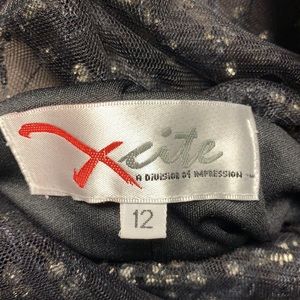 Xcite
A DIVISION OF IMPRESSION
12